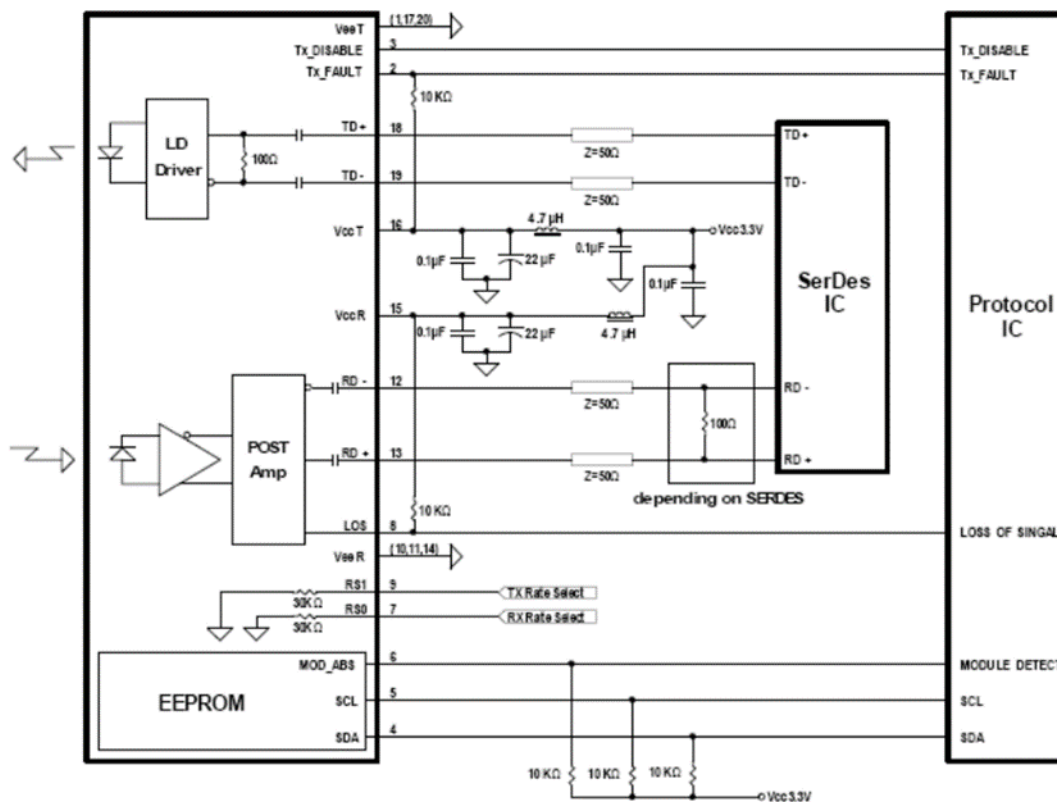 VeeT (1,17,20)
Tx_DISABLE 3 Tx_DISABLE
Tx_FAULT 2 Tx_FAULT
10 KΩ
LD
Driver
100Ω
TD+ 18 Z=50Ω TD+
TD- 19 Z=50Ω TD-
VccT 16 4.7 µH Vcc3.3V
0.1µF 22 µF 0.1µF 0.1µF
VccR 15
0.1µF 22 µF 4.7 µH
SerDes
IC
Protocol
IC
RD - 12 Z=50Ω RD -
100Ω
POST
Amp
RD + 13 Z=50Ω RD +
depending on SERDES
10 KΩ
LOS 8 LOSS OF SINGAL
VeeR (10,11,14)
RS1 9 TX Rate Select
30KΩ
RS0 7 RX Rate Select
30KΩ
MOD_ABS 6 MODULE DETECT
EEPROM
SCL 5 SCL
SDA 4 SDA
10 KΩ 10 KΩ 10 KΩ
Vcc3.3V